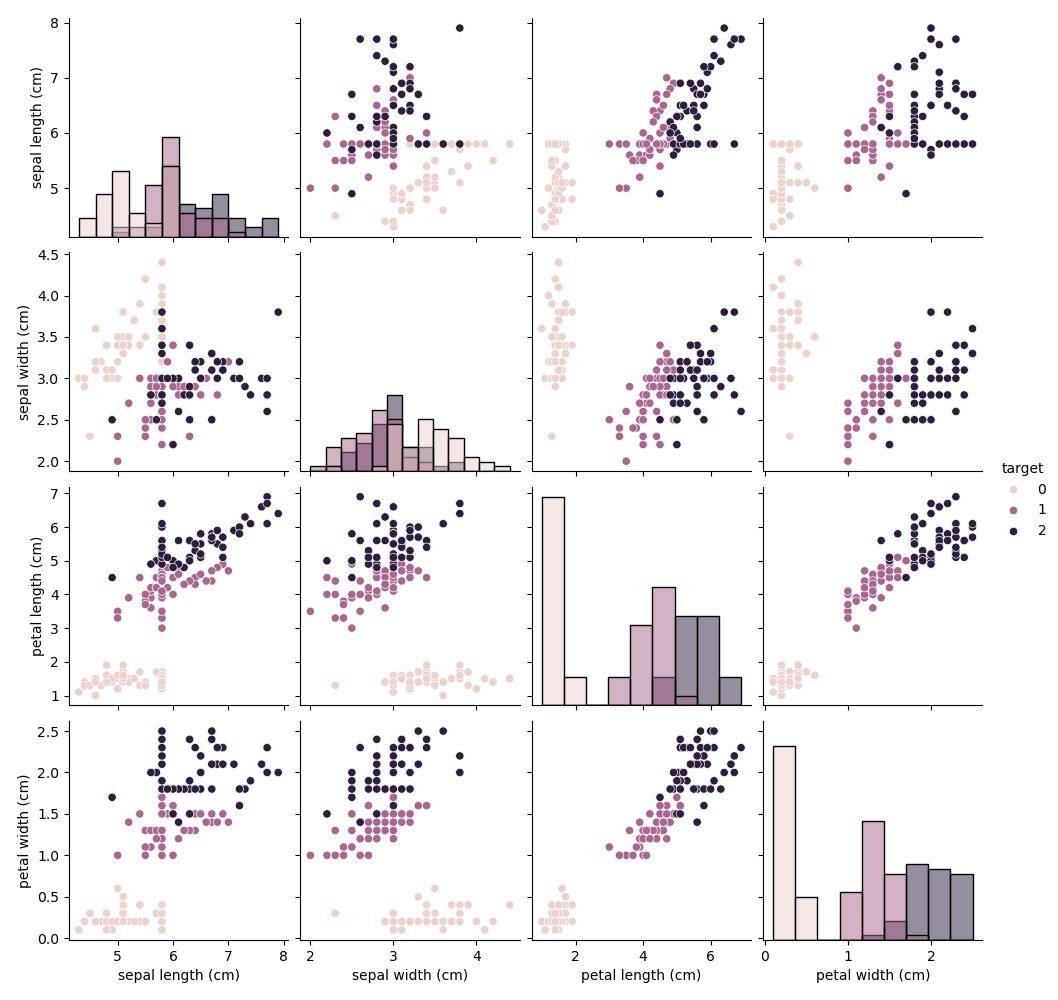 8
7
6
5
sepal length (cm)
4.5
4.0
3.5
3.0
2.5
2.0
sepal width (cm)
7
6
5
4
3
2
1
petal length (cm)
2.5
2.0
1.5
1.0
0.5
0.0
petal width (cm)
5 6 7 8
sepal length (cm)
2 3 4
sepal width (cm)
2 4 6
petal length (cm)
0 1 2
petal width (cm)
target
0
1
2